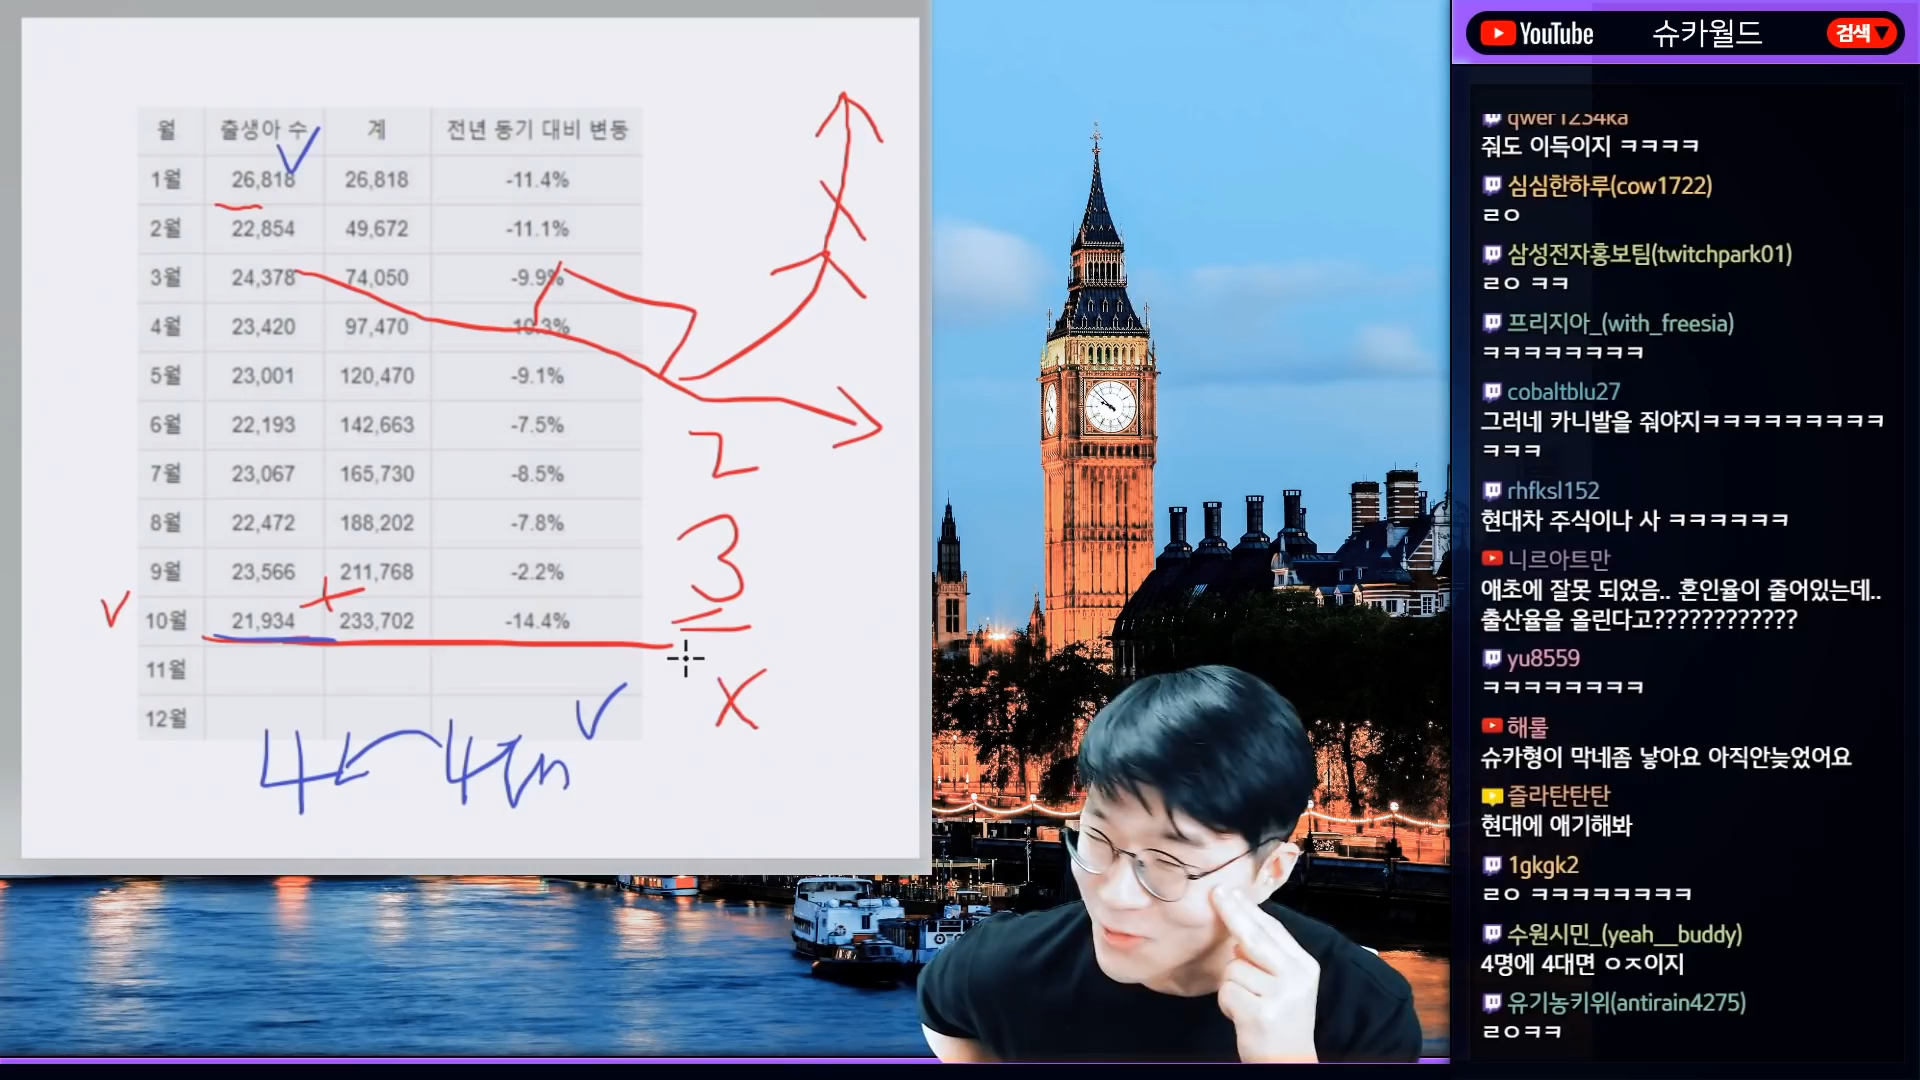 월 출생아 수 계 전년 동기 대비 변동
1월 26,818 26,818 -11.4%
2월 22,854 49,672 -11.1%
3월 24,378 74,050 -9.9%
4월 23,420 97,470 -10.3%
5월 23,001 120,470 -9.1%
6월 22,193 142,663 -7.5%
7월 23,067 165,730 -8.5%
8월 22,472 188,202 -7.8%
9월 23,566 211,768 -2.2%
10월 21,934 233,702 -14.4%
11월
12월
2
3
X
4
4
YouTube 슈카월드 검색▼
qwer1234ka
줘도 이득이지 ㅋㅋㅋㅋ
심심한하루(cow1722)
ㄹㅇ
삼성전자홍보팀(twitchpark01)
ㄹㅇ ㅋㅋ
프리지아_(with_freesia)
ㅋㅋㅋㅋㅋㅋㅋㅋ
cobaltblu27
그러네 카니발을 줘야지ㅋㅋㅋㅋㅋㅋㅋㅋㅋ
ㅋㅋㅋ
rhfksl152
현대차 주식이나 사 ㅋㅋㅋㅋㅋㅋ
니르아트만
애초에 잘못 되었음.. 혼인율이 줄어있는데..
출산율을 올린다고????????????
yu8559
ㅋㅋㅋㅋㅋㅋㅋㅋ
해룰
슈카형이 막네좀 낳아요 아직안늦었어요
즐라탄탄탄
현대에 얘기해봐
1gkgk2
ㄹㅇ ㅋㅋㅋㅋㅋㅋㅋㅋ
수원시민_(yeah__buddy)
4명에 4대면 ㅇㅈ이지
유기농키위(antirain4275)
ㄹㅇㅋㅋ